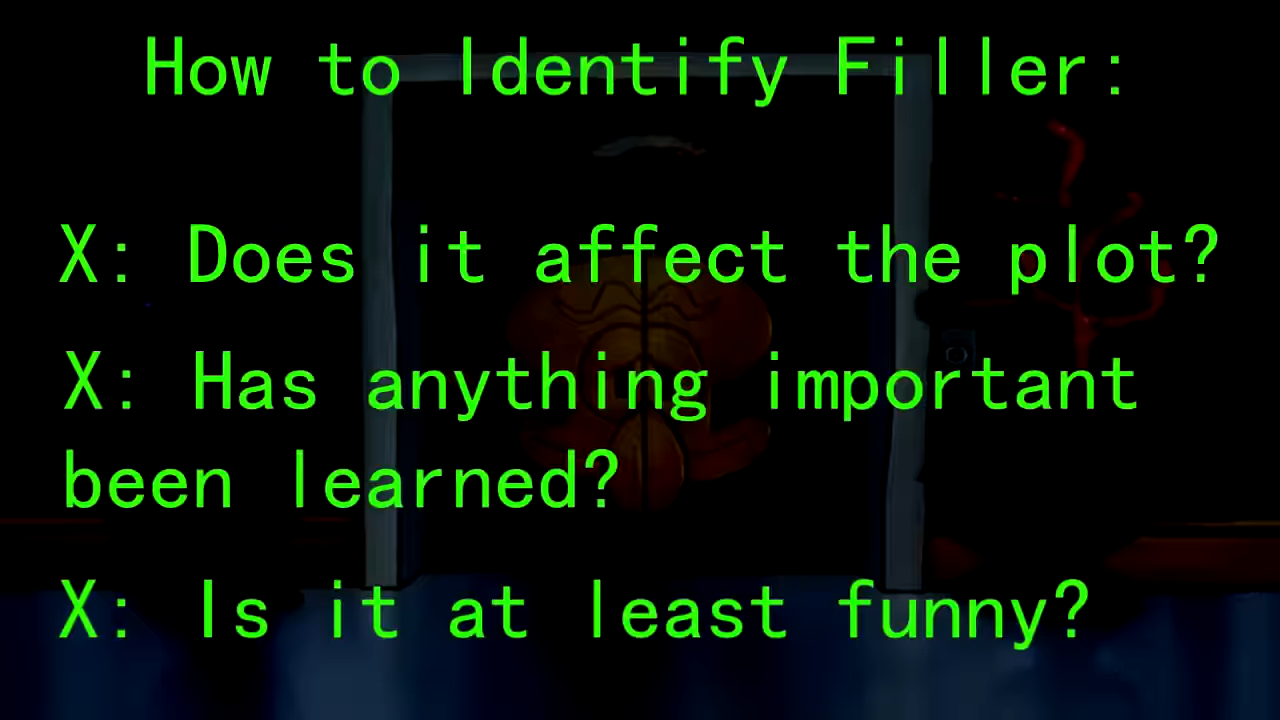 How to Identify Filler:
X: Does it affect the plot?
X: Has anything important
been learned?
X: Is it at least funny?